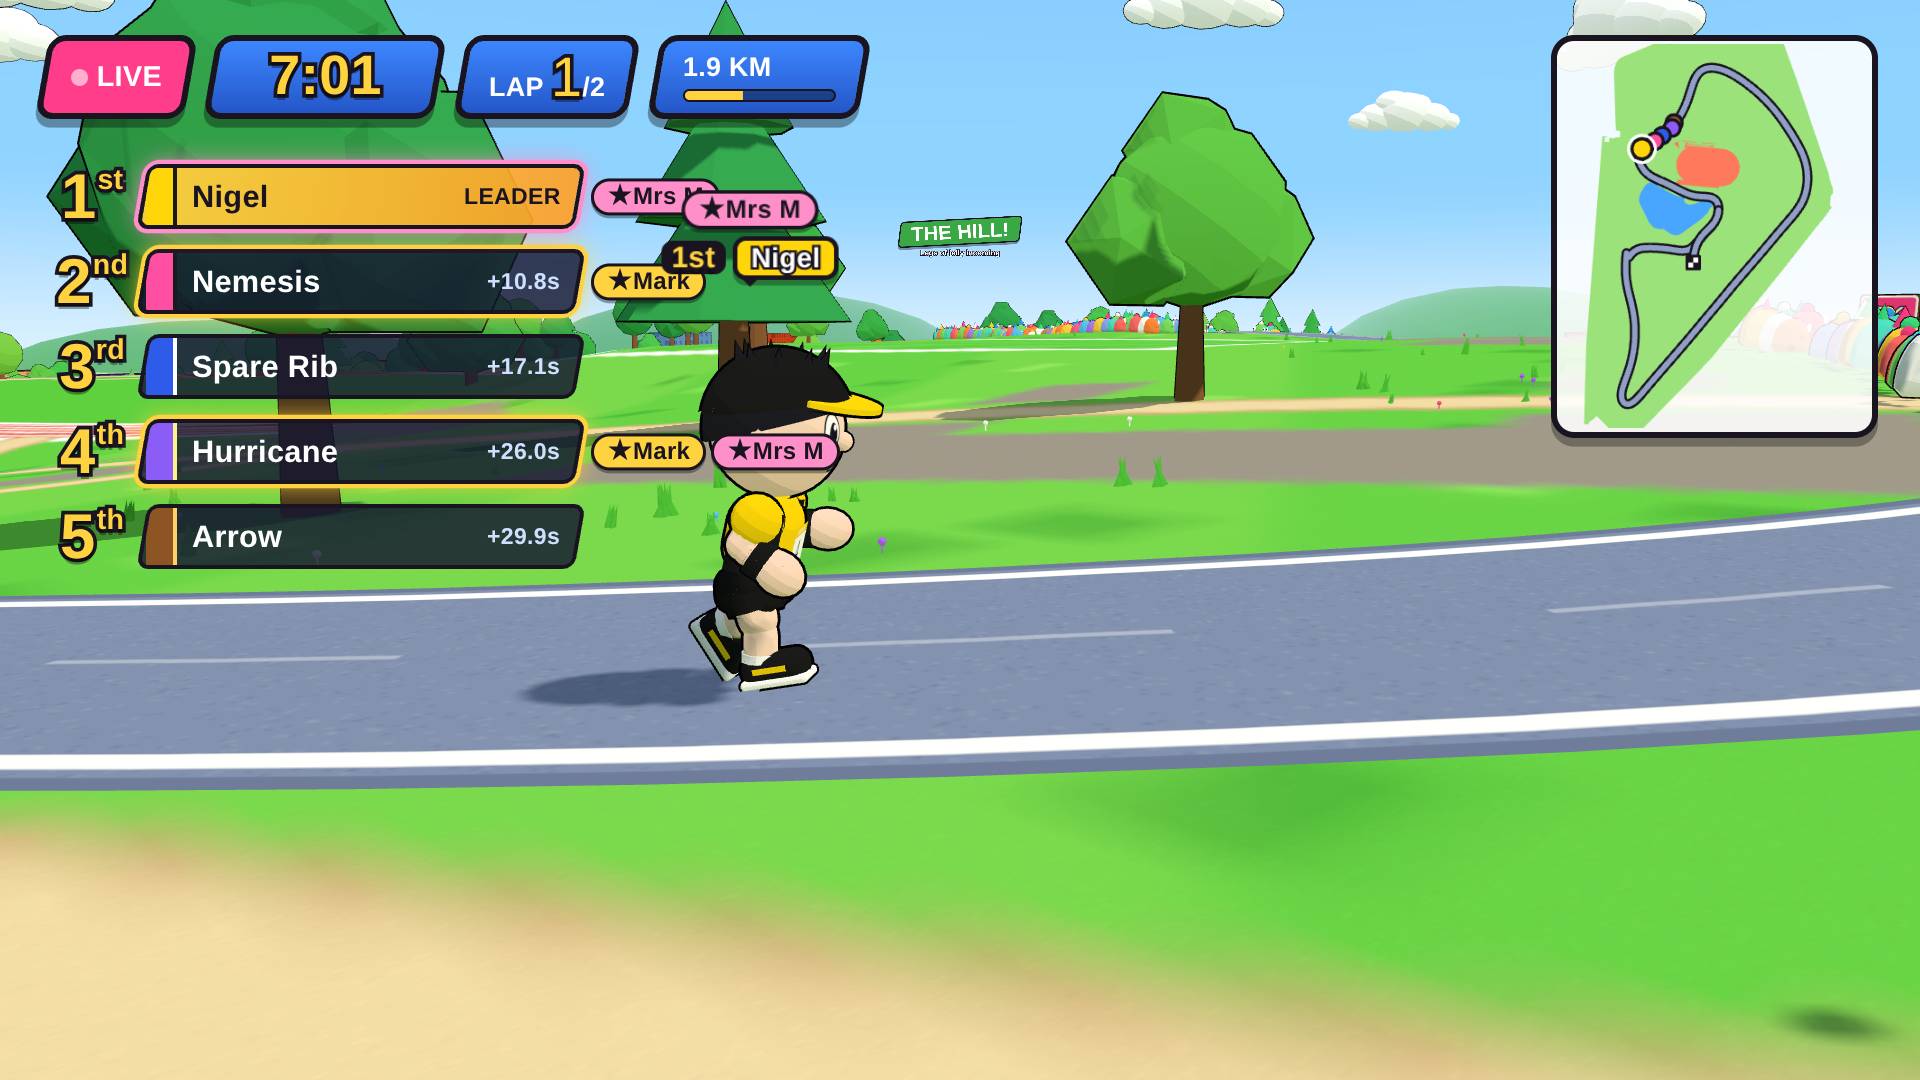 LIVE
7:01
LAP 1/2
1.9 KM
1st Nigel LEADER ★Mrs M
★Mrs M
1st Nigel
2nd Nemesis +10.8s ★Mark
3rd Spare Rib +17.1s
4th Hurricane +26.0s ★Mark ★Mrs M
5th Arrow +29.9s
THE HILL!